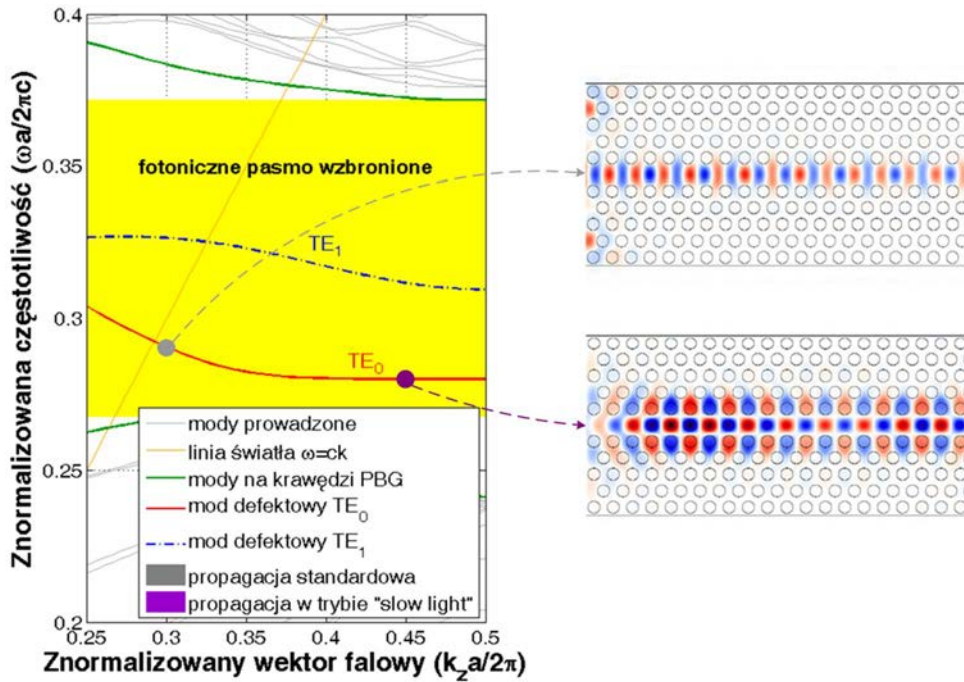 Znormalizowana częstotliwość (ωa/2πc)
0.4
0.35
0.3
0.25
0.2
fotoniczne pasmo wzbronione
TE₁
TE₀
mody prowadzone
linia światła ω=ck
mody na krawędzi PBG
mod defektowy TE₀
mod defektowy TE₁
propagacja standardowa
propagacja w trybie "slow light"
0.25 0.3 0.35 0.4 0.45 0.5
Znormalizowany wektor falowy (k_z a/2π)